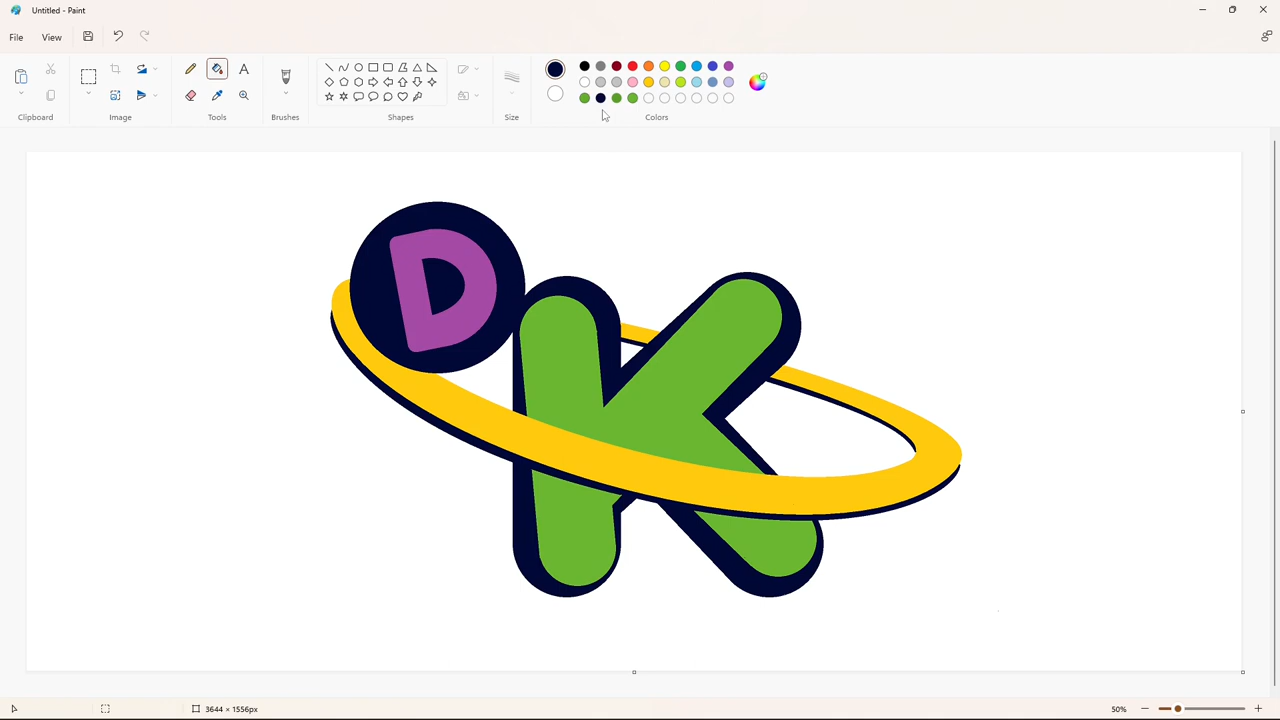 Untitled - Paint
File View
Clipboard Image Tools Brushes Shapes Size Colors
D
K
3644 × 1556px 50%